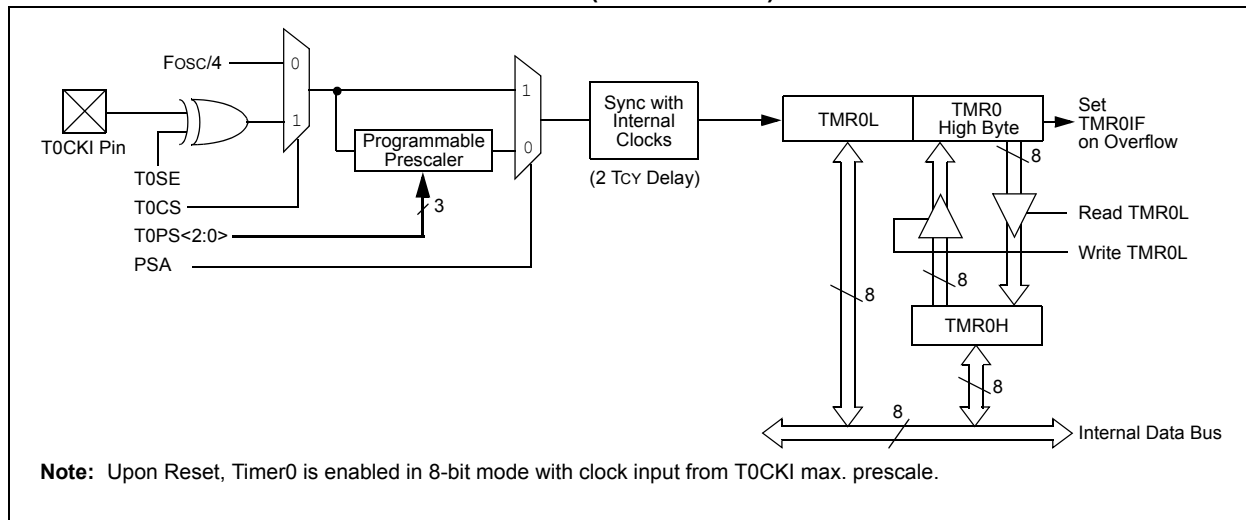 FOSC/4
0
1
T0CKI Pin
T0SE
T0CS
T0PS<2:0>
PSA
Programmable
Prescaler
3
1
0
Sync with
Internal
Clocks
(2 TCY Delay)
TMR0L
TMR0
High Byte
Set
TMR0IF
on Overflow
8
Read TMR0L
Write TMR0L
8
8
TMR0H
8
8
Internal Data Bus
Note: Upon Reset, Timer0 is enabled in 8-bit mode with clock input from T0CKI max. prescale.